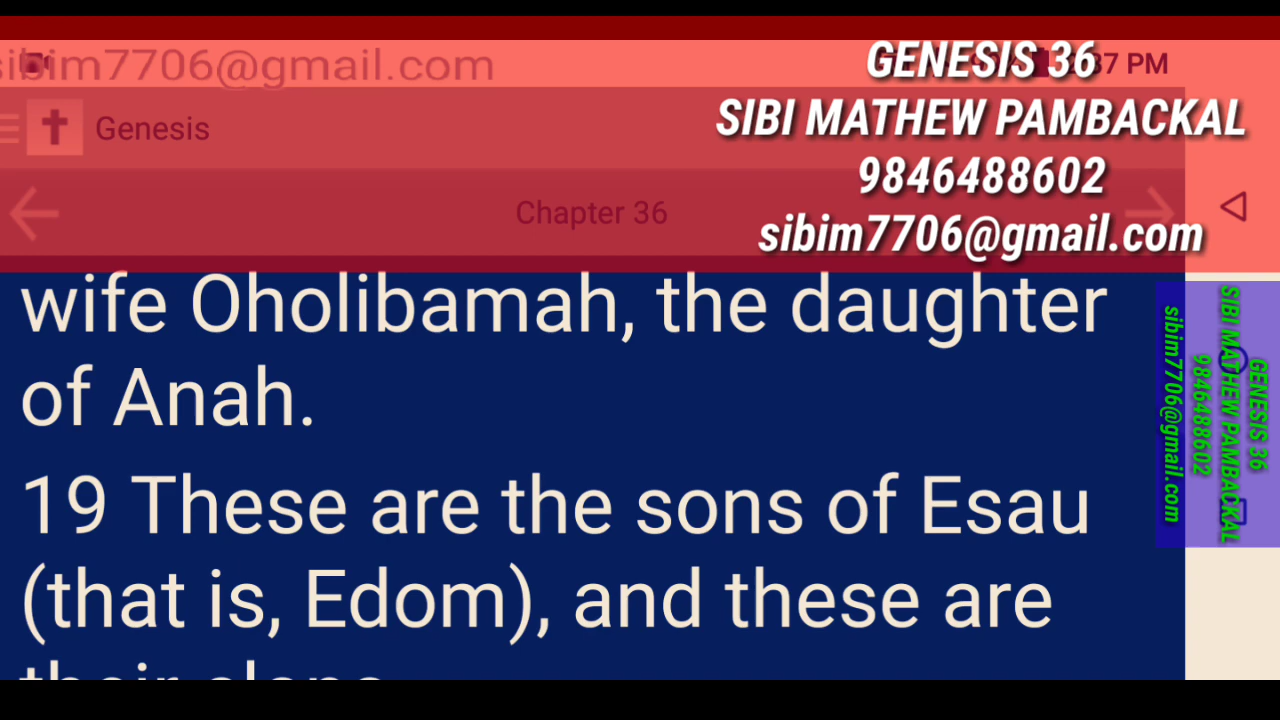 sibim7706@gmail.com
GENESIS 36
37 PM
SIBI MATHEW PAMBACKAL
Genesis
9846488602
Chapter 36
sibim7706@gmail.com
wife Oholibamah, the daughter
of Anah.
19 These are the sons of Esau
(that is, Edom), and these are
GENESIS 36
SIBI MATHEW PAMBACKAL
9846488602
sibim7706@gmail.com